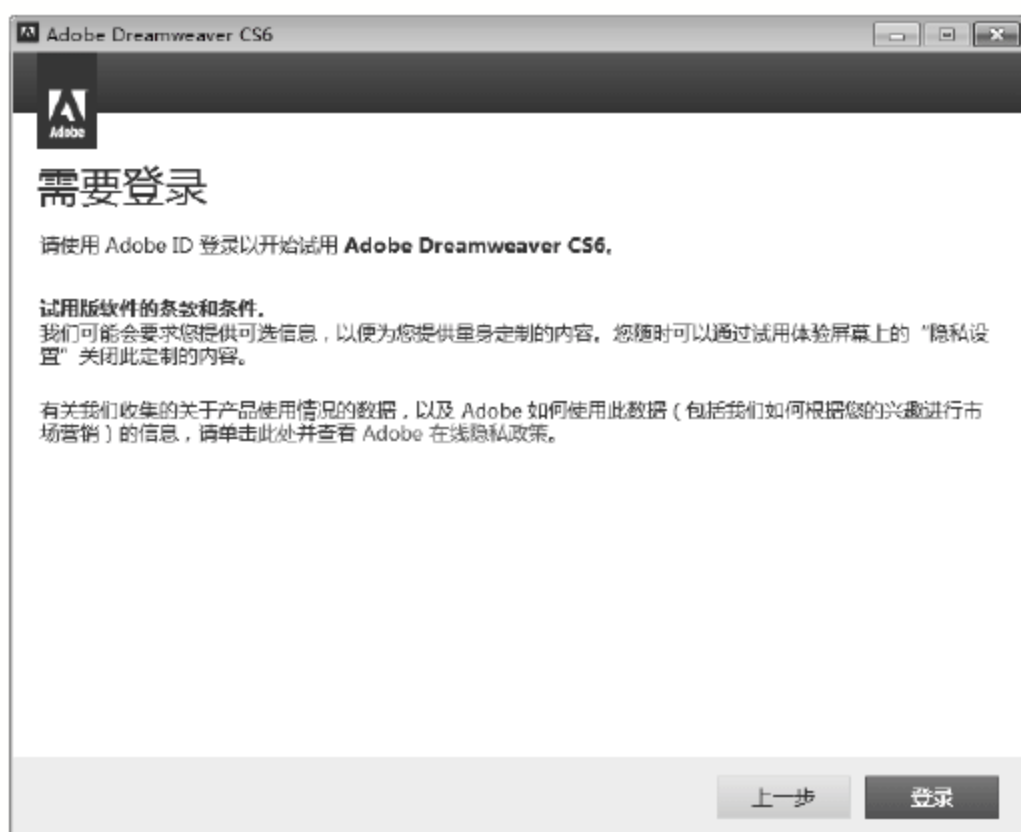 Adobe Dreamweaver CS6
Adobe
需要登录
请使用 Adobe ID 登录以开始试用 Adobe Dreamweaver CS6。
试用版软件的条款和条件。
我们可能会要求您提供可选信息，以便为您提供量身定制的内容。您随时可以通过试用体验屏幕上的“隐私设
置”关闭此定制的内容。
有关我们收集的关于产品使用情况的数据，以及 Adobe 如何使用此数据（包括我们如何根据您的兴趣进行市
场营销）的信息，请单击此处并查看 Adobe 在线隐私政策。
上一步
登录